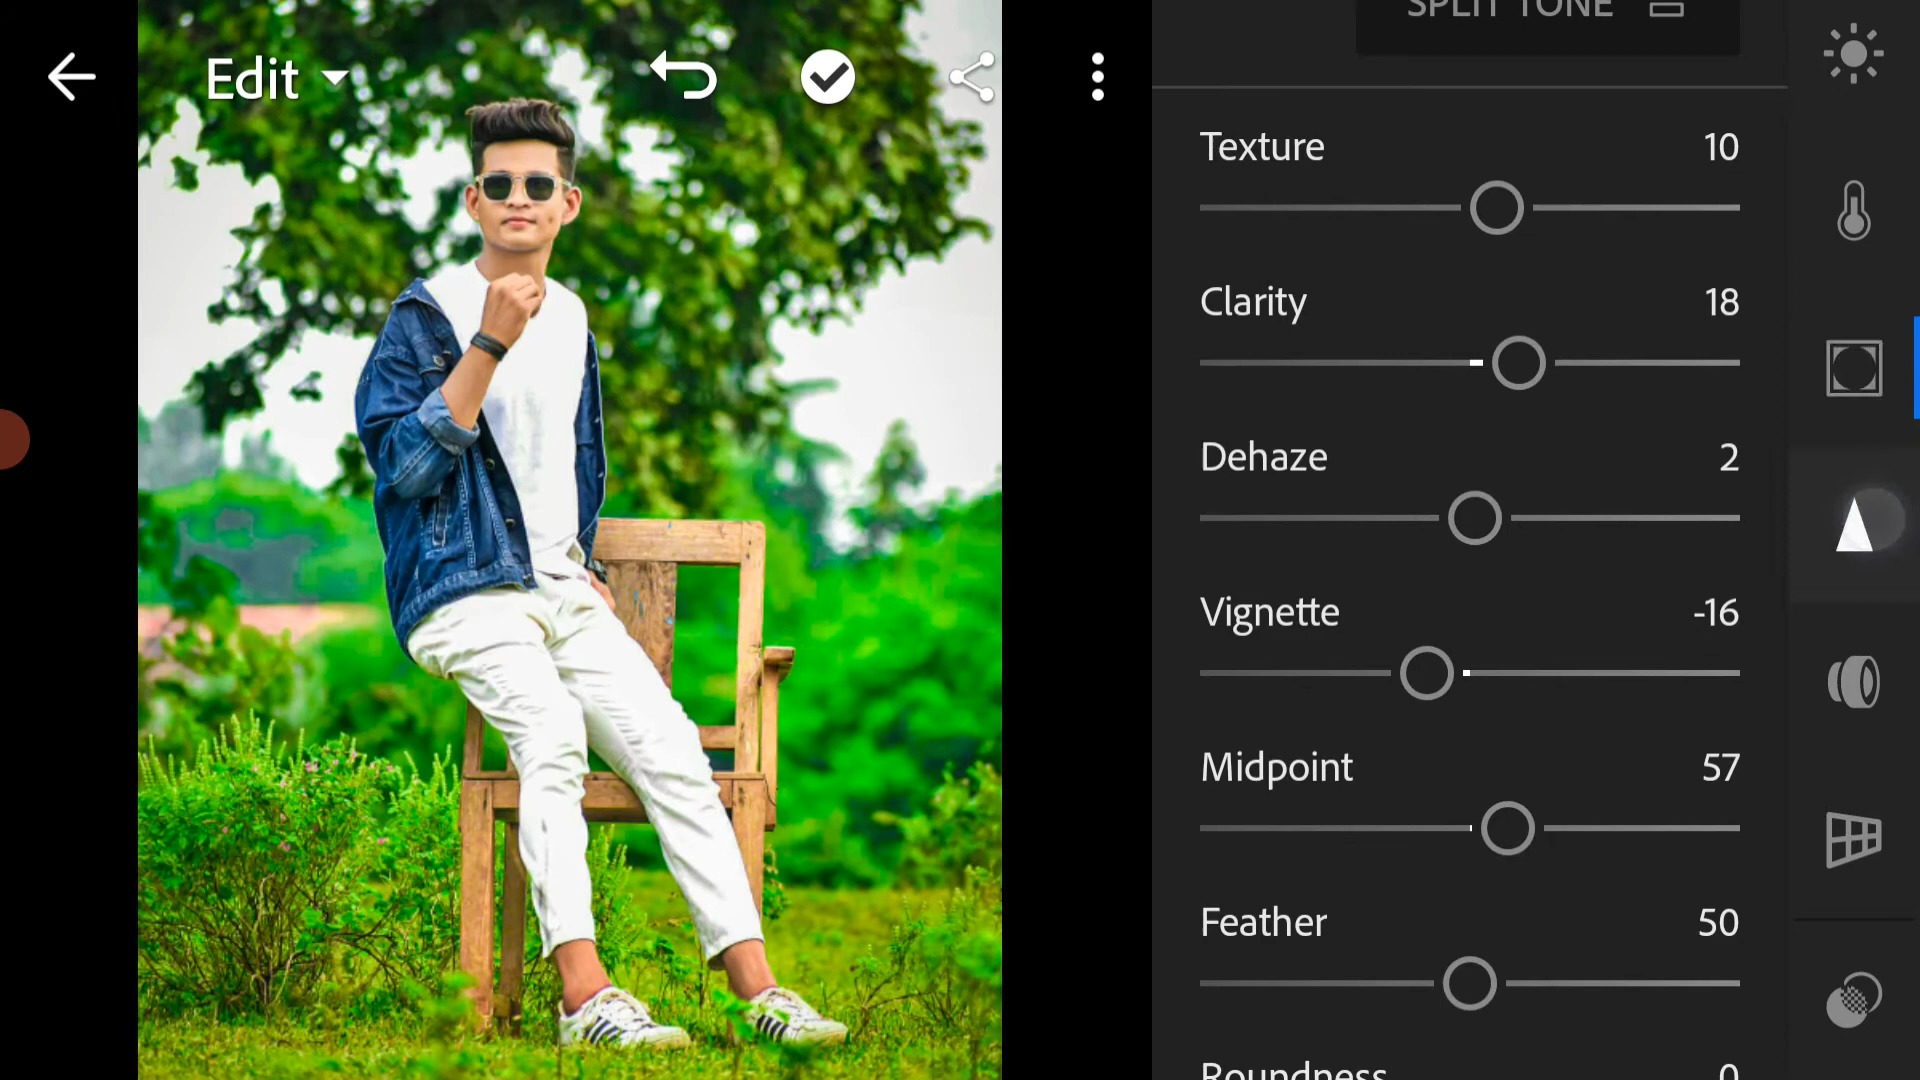 Edit
SPLIT TONE
Texture 10
Clarity 18
Dehaze 2
Vignette -16
Midpoint 57
Feather 50
Roundness 0